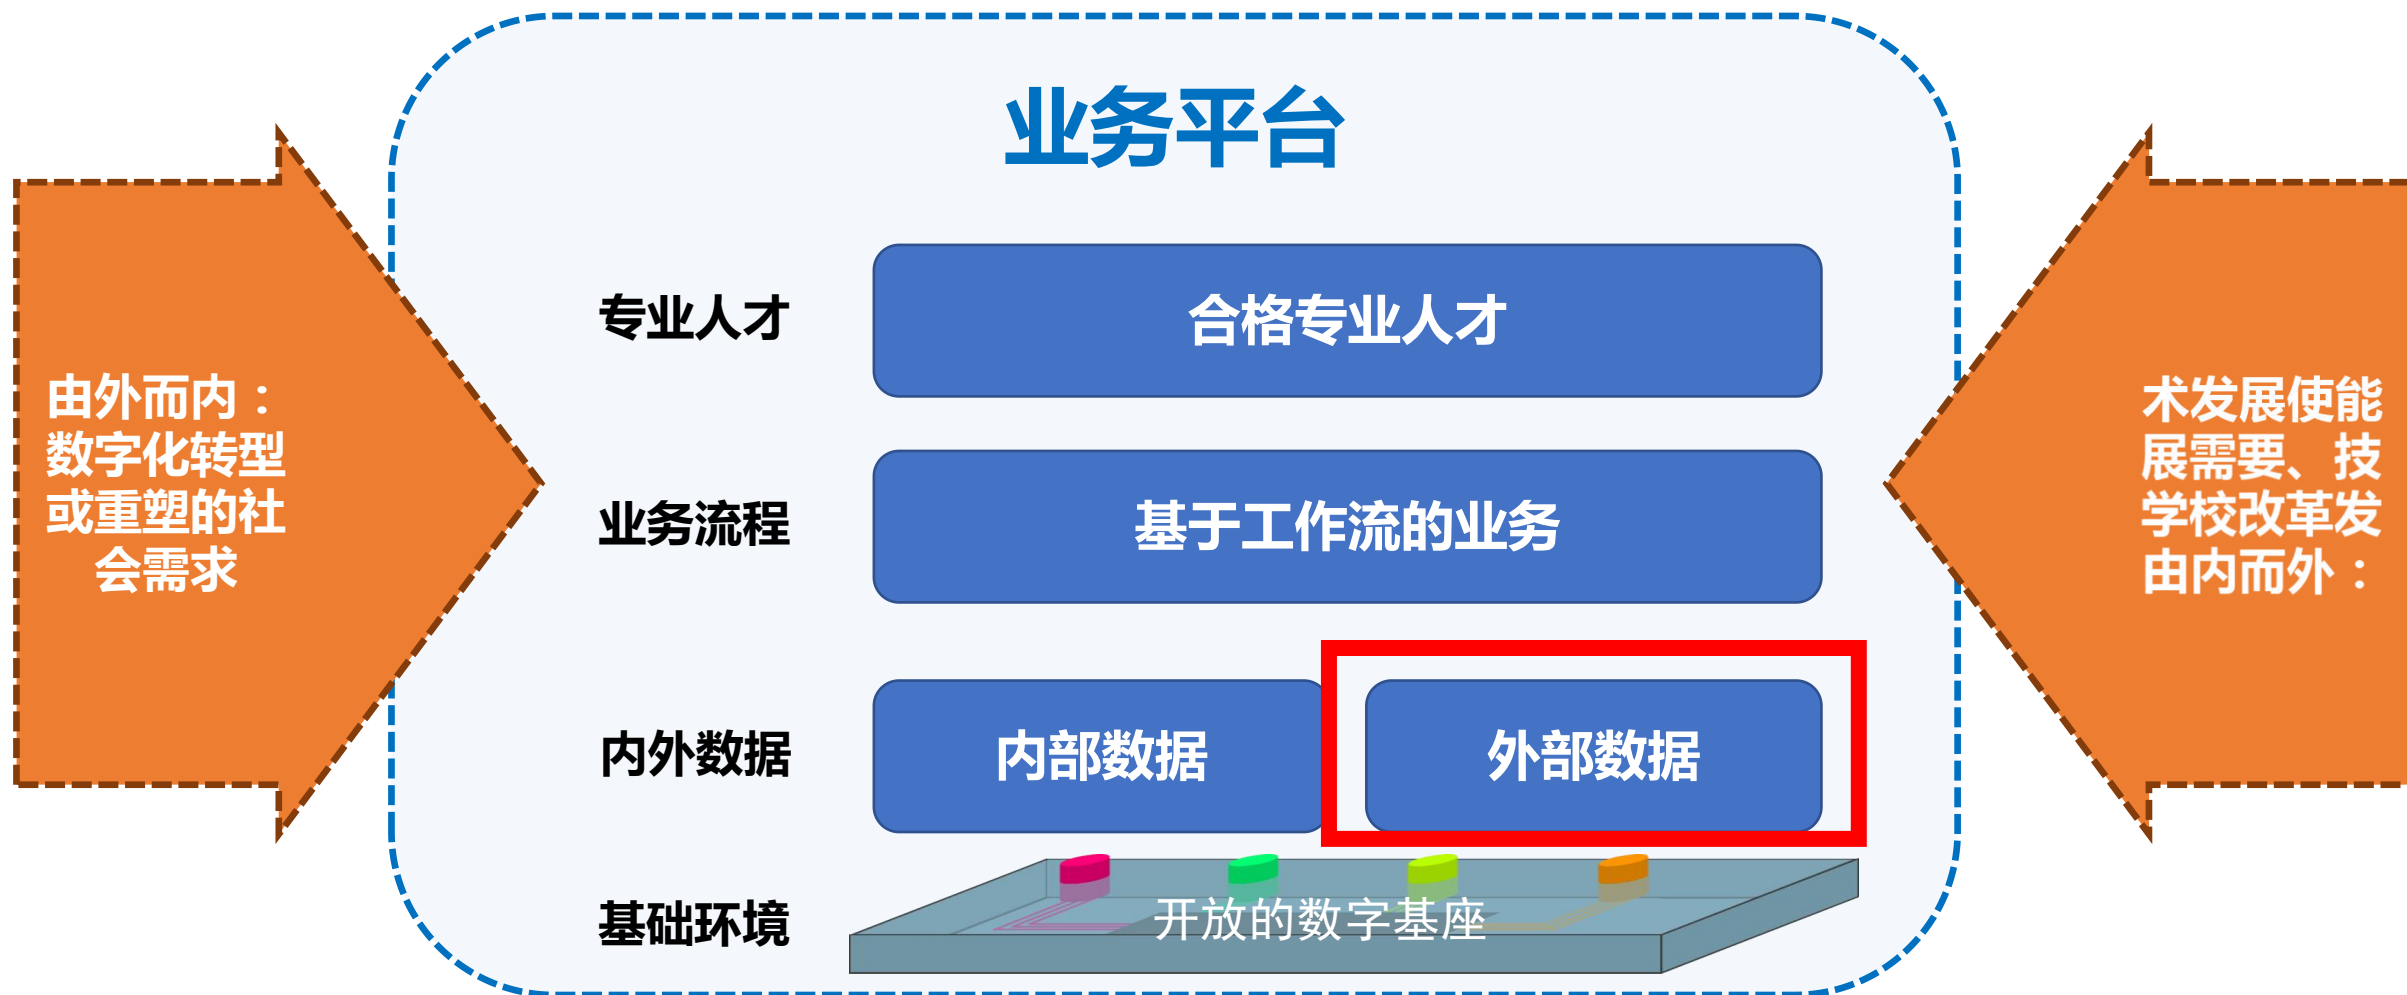 业务平台
由外而内：
数字化转型
或重塑的社
会需求
专业人才
合格专业人才
业务流程
基于工作流的业务
内外数据
内部数据
外部数据
基础环境
开放的数字基座
术发展使能
展需要、技
学校改革发
由内而外：